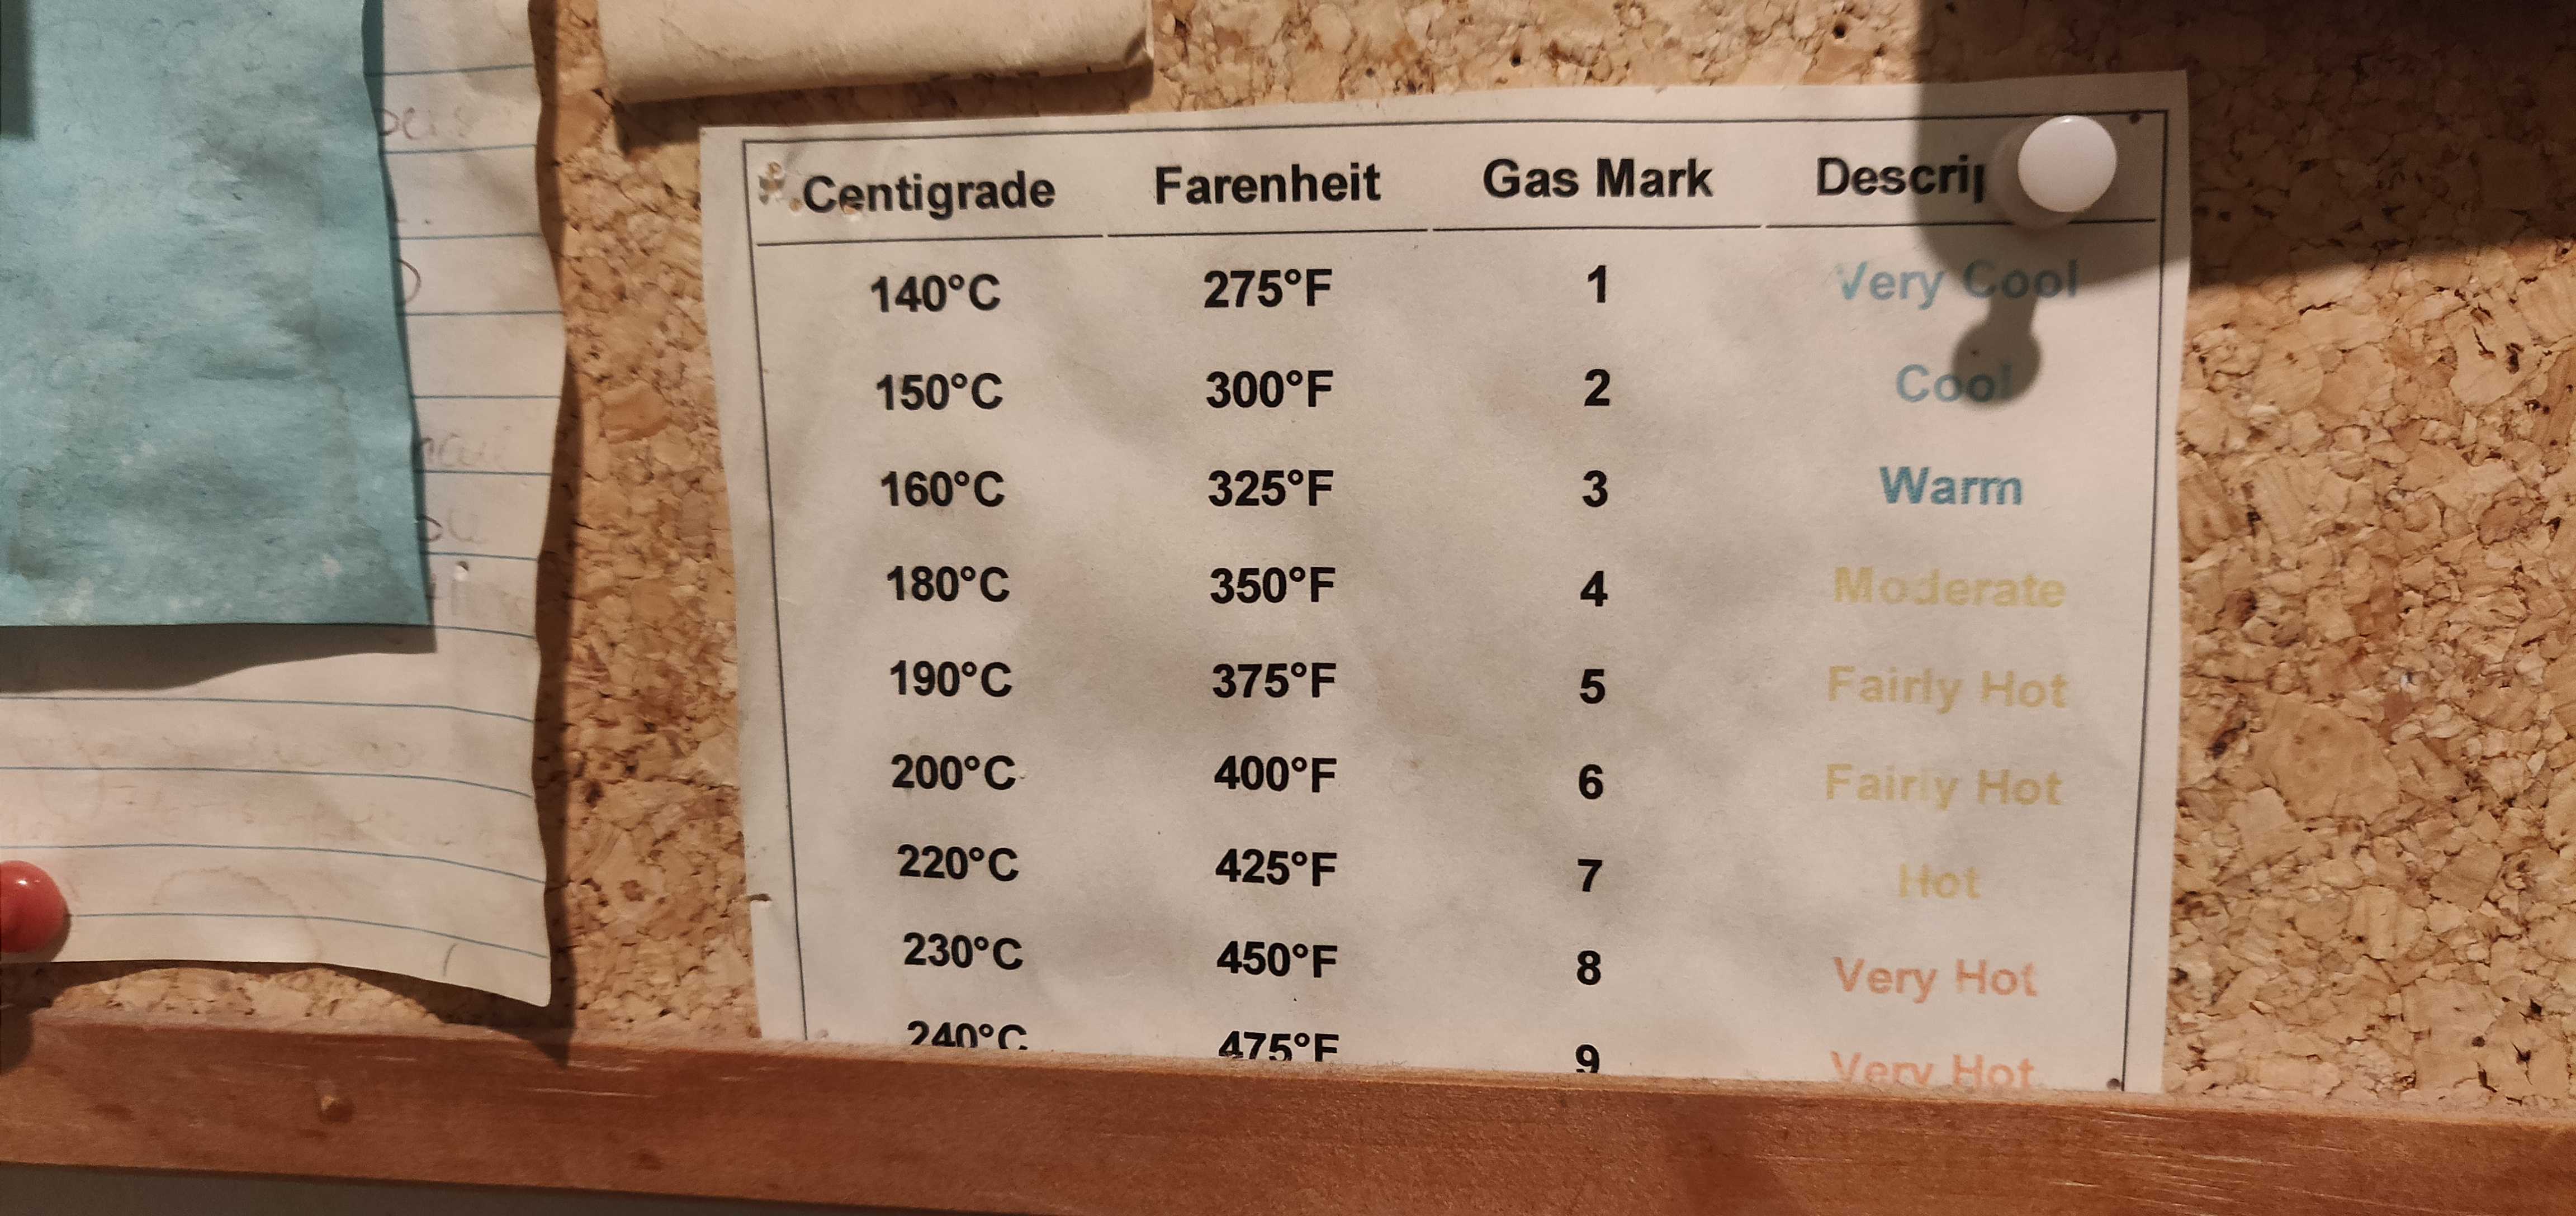 Centigrade Farenheit Gas Mark Descrip
140°C 275°F 1 Very Cool
150°C 300°F 2 Cool
160°C 325°F 3 Warm
180°C 350°F 4 Moderate
190°C 375°F 5 Fairly Hot
200°C 400°F 6 Fairly Hot
220°C 425°F 7 Hot
230°C 450°F 8 Very Hot
240°C 475°F 9 Very Hot